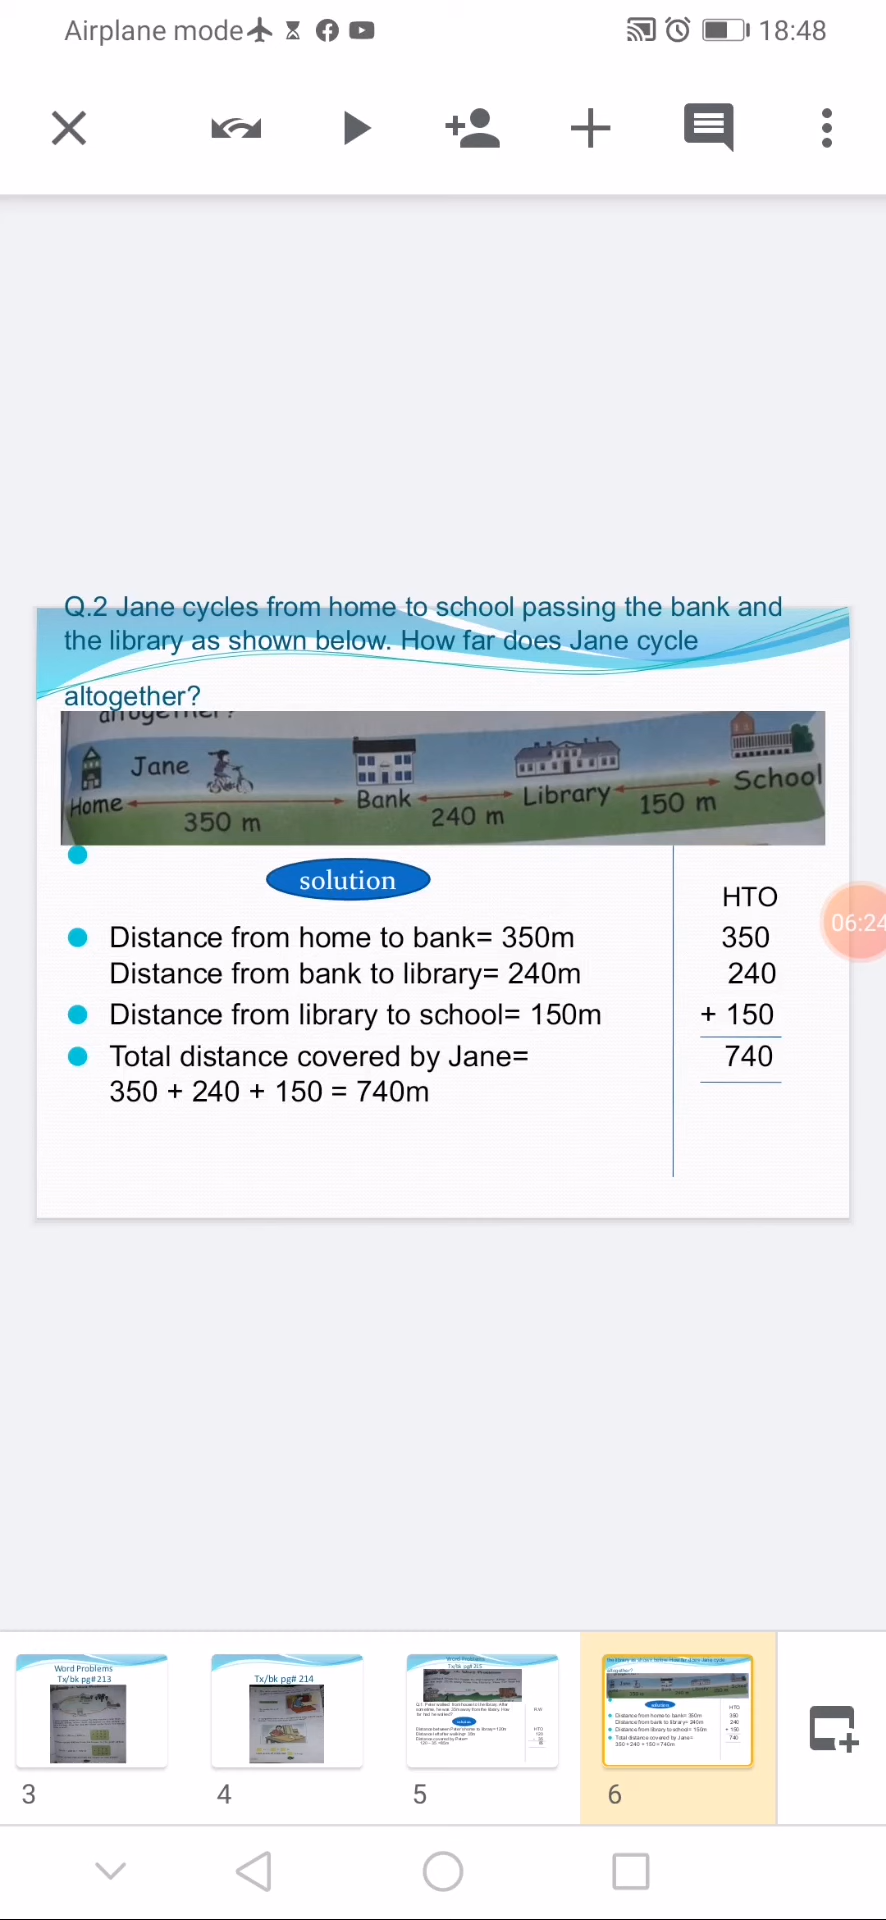 Airplane mode 18:48
Q.2 Jane cycles from home to school passing the bank and
the library as shown below. How far does Jane cycle
altogether?
altogether?
Jane
Home Bank Library School
350 m 240 m 150 m
solution
HTO
06:24
Distance from home to bank= 350m
350
Distance from bank to library= 240m
240
Distance from library to school= 150m
+ 150
Total distance covered by Jane=
740
350 + 240 + 150 = 740m
Word Problems
Tx/bk pg# 213
Tx/bk pg# 214
3
4
5
6